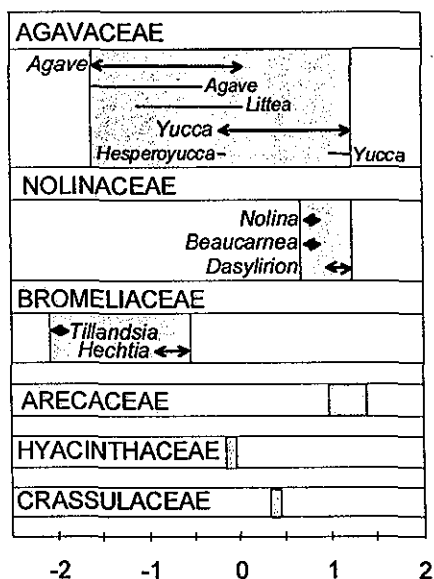 AGAVACEAE
Agave
Agave
Littea
Yucca
Hesperoyucca Yucca
NOLINACEAE
Nolina
Beaucarnea
Dasylirion
BROMELIACEAE
Tillandsia
Hechtia
ARECACEAE
HYACINTHACEAE
CRASSULACEAE
-2 -1 0 1 2